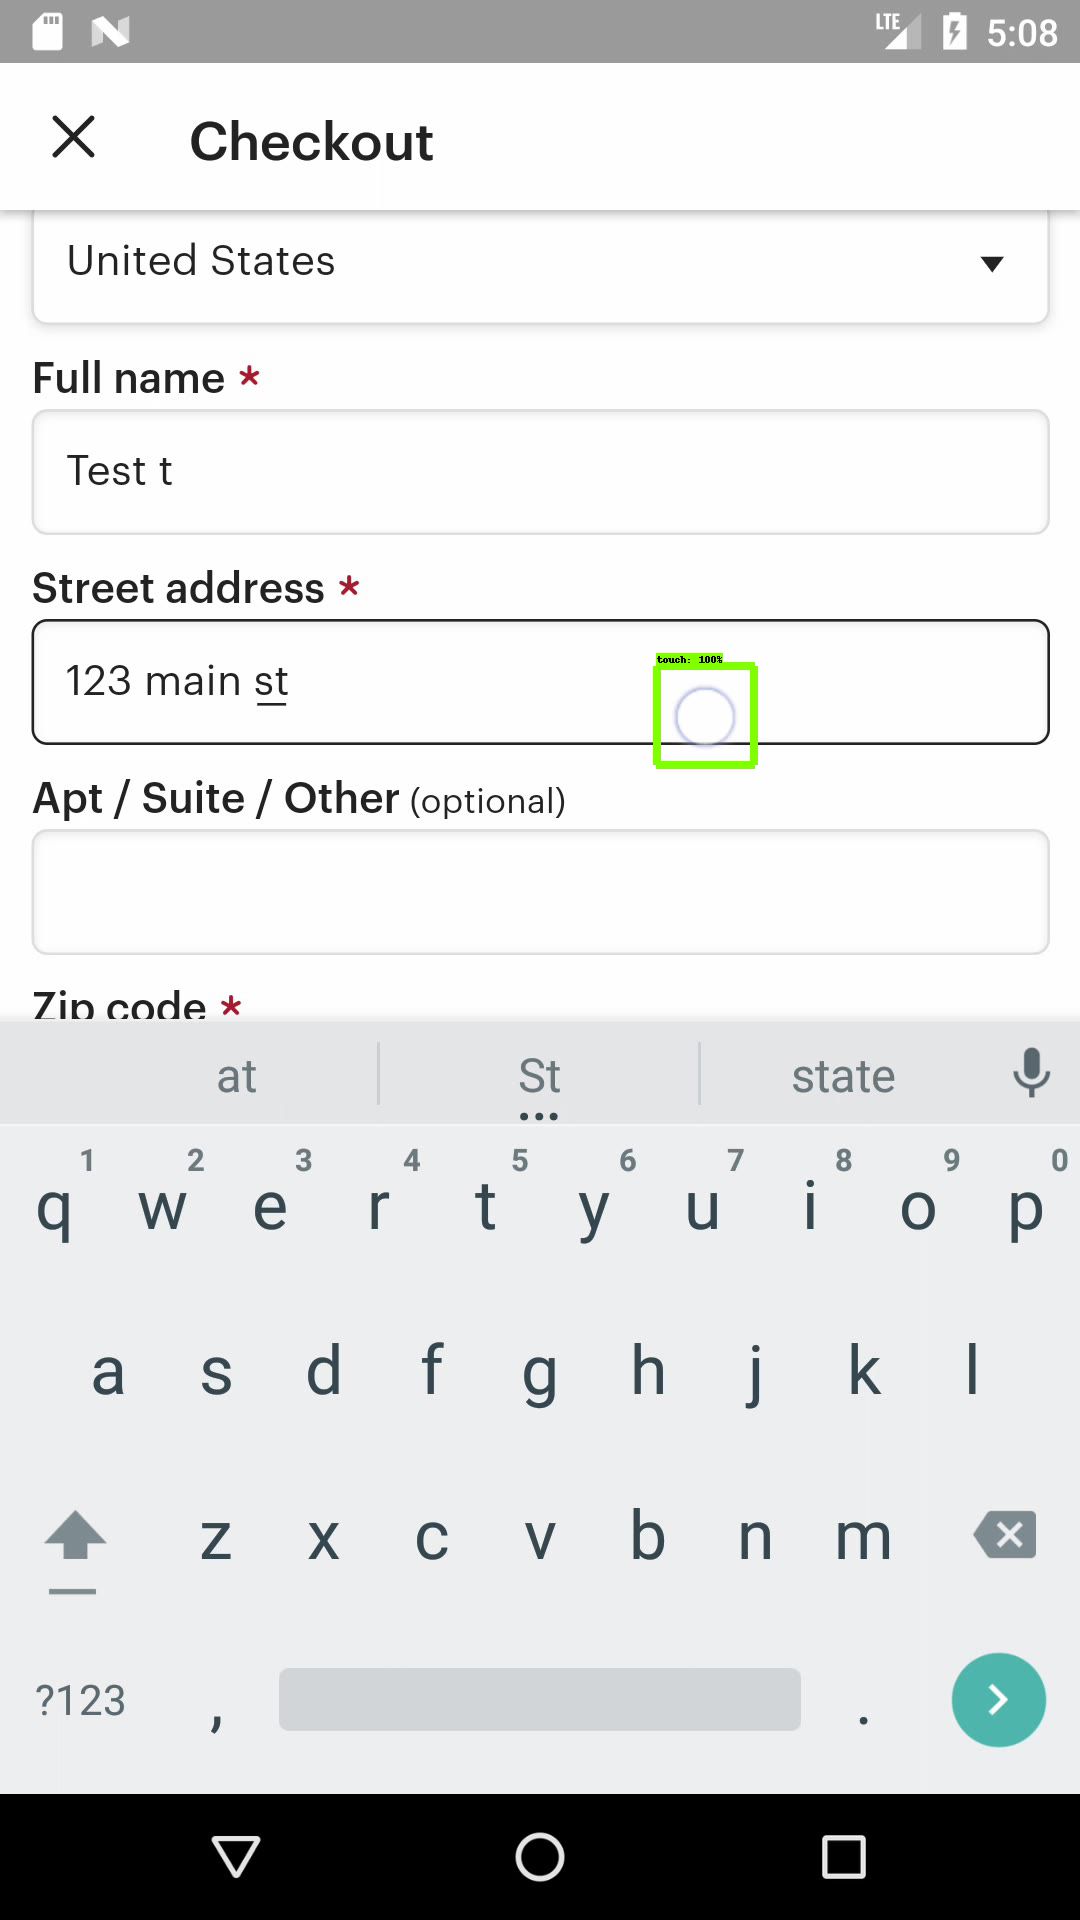 LTE 5:08
Checkout
United States
Full name *
Test t
Street address *
123 main st
touch: 100%
Apt / Suite / Other (optional)
Zip code *
at St state
1 2 3 4 5 6 7 8 9 0
q w e r t y u i o p
a s d f g h j k l
z x c v b n m
?123 , .